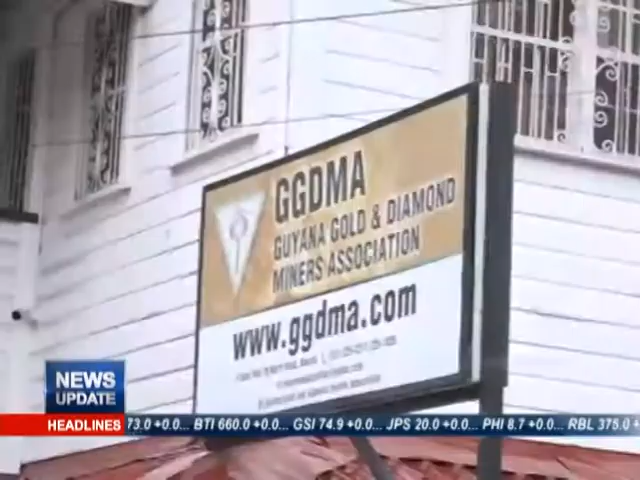 GGDMA
GUYANA GOLD & DIAMOND
MINERS ASSOCIATION
www.ggdma.com
NEWS
UPDATE
HEADLINES
73.0 +0.0... BTI 660.0 +0.0... GSI 74.9 +0.0... JPS 20.0 +0.0... PHI 8.7 +0.0... RBL 375.0 +